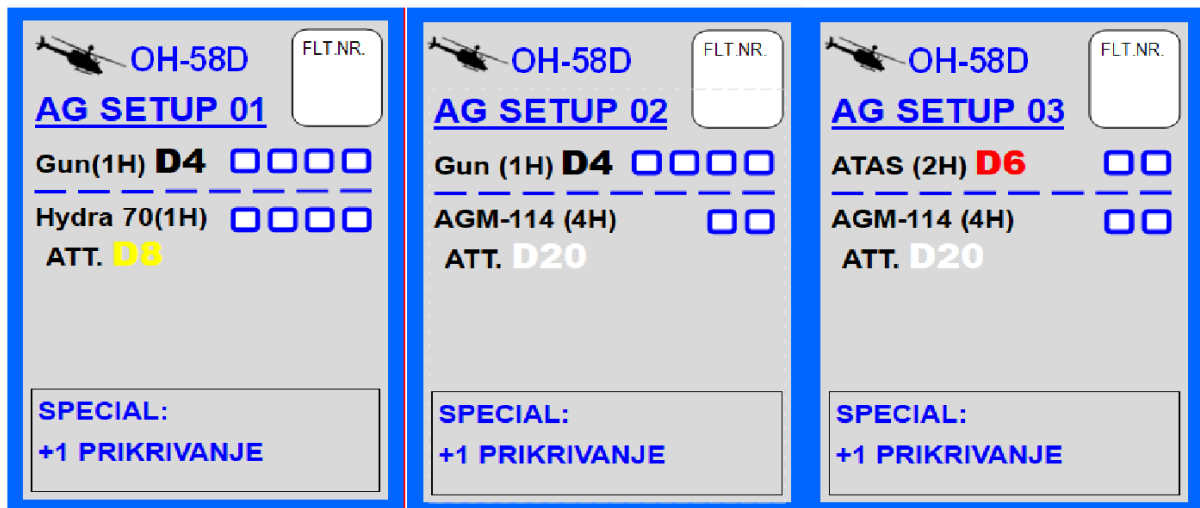 OH-58D
FLT.NR.
AG SETUP 01
Gun(1H) D4
Hydra 70(1H)
ATT. D8
SPECIAL:
+1 PRIKRIVANJE
OH-58D
FLT.NR.
AG SETUP 02
Gun (1H) D4
AGM-114 (4H)
ATT. D20
SPECIAL:
+1 PRIKRIVANJE
OH-58D
FLT.NR.
AG SETUP 03
ATAS (2H) D6
AGM-114 (4H)
ATT. D20
SPECIAL:
+1 PRIKRIVANJE